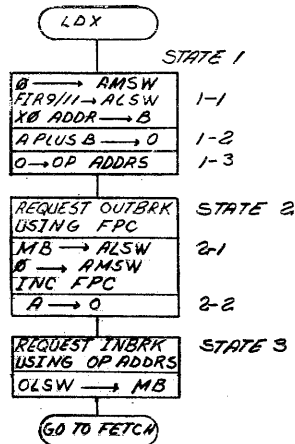 LDX
STATE 1
Ø → AMSW
FIR9/11 → ALSW 1-1
XØ ADDR → B
A PLUS B → O 1-2
O → OP ADDRS 1-3
REQUEST OUTBRK STATE 2
USING FPC
MB → ALSW 2-1
Ø → AMSW
INC FPC
A → O 2-2
REQUEST INBRK STATE 3
USING OP ADDRS
OLSW → MB
GO TO FETCH